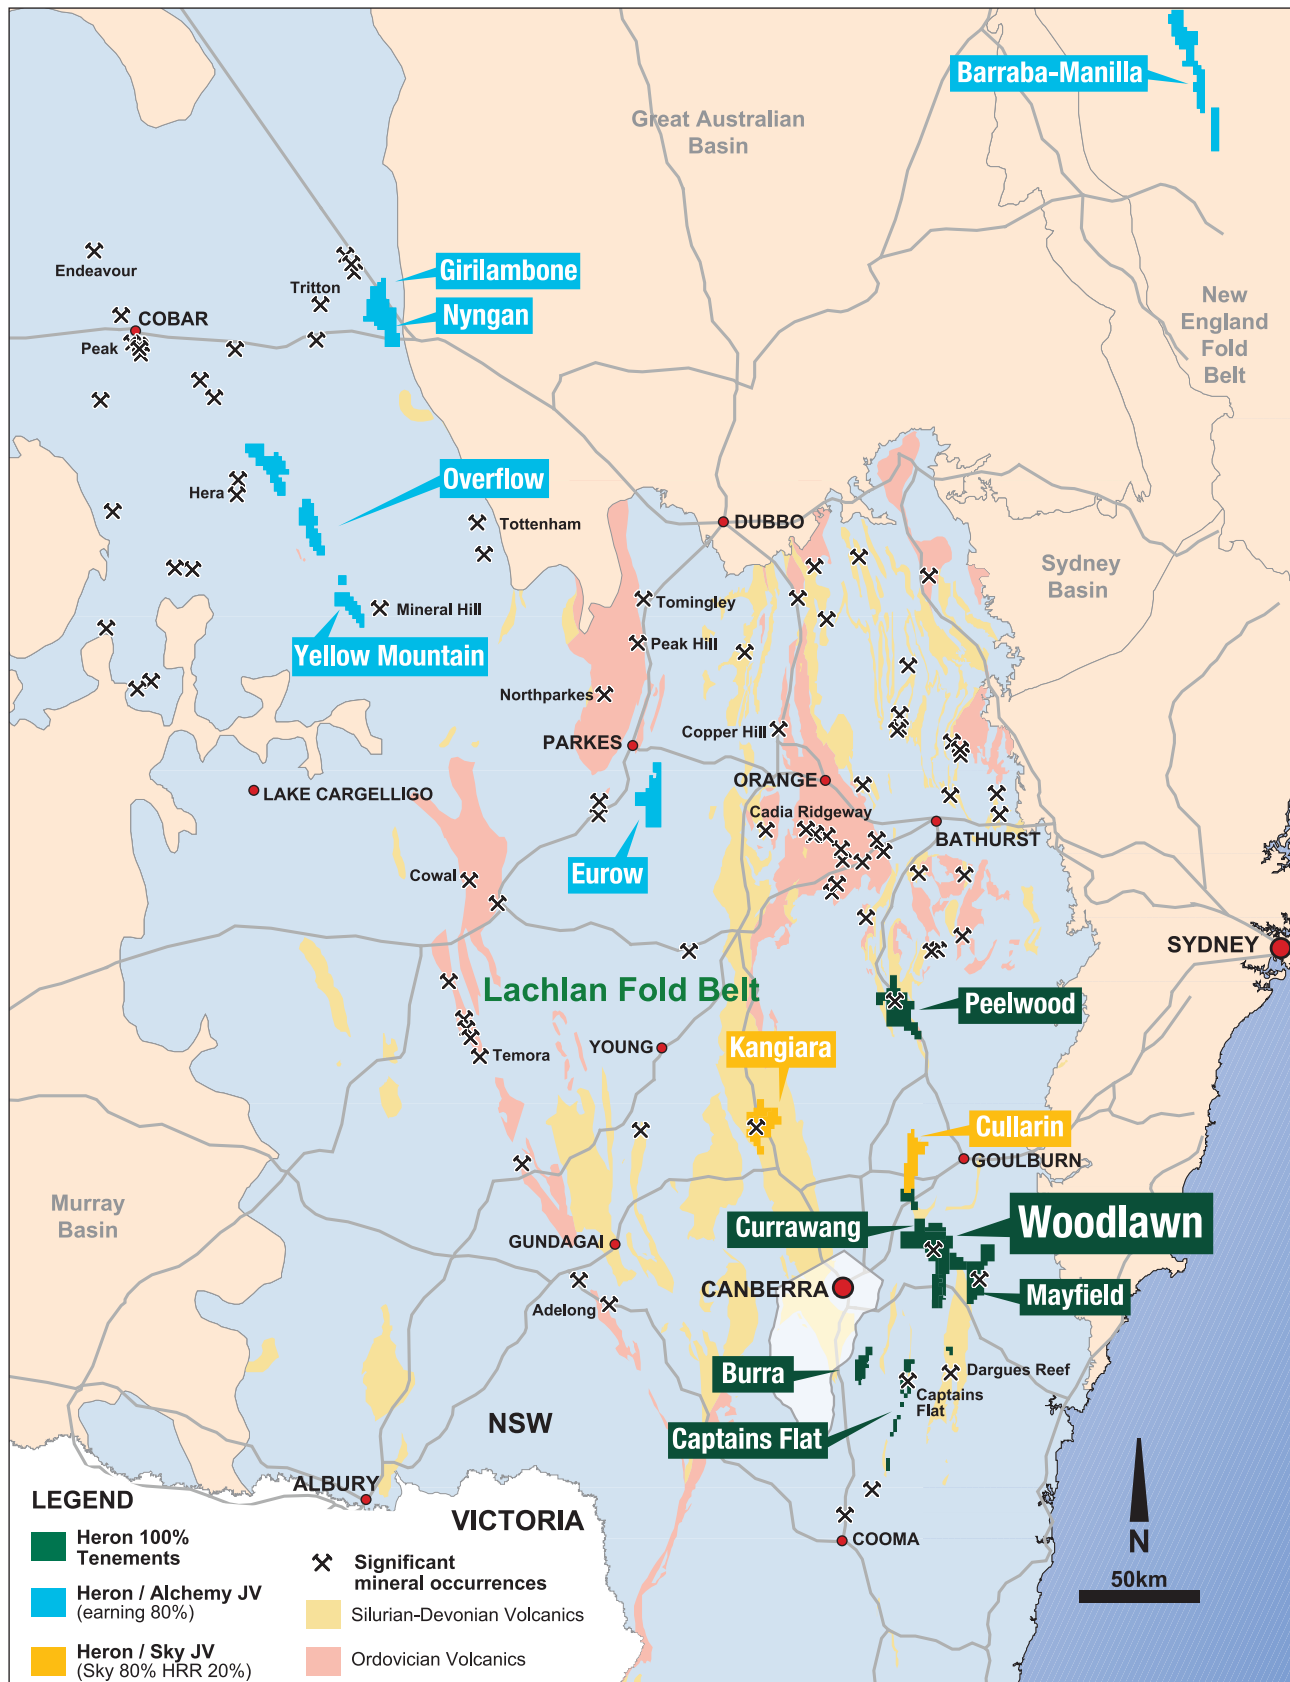 Barraba-Manilla
Great Australian
Basin
Endeavour
Girilambone
Tritton
Nyngan
COBAR
Peak
New
England
Fold
Belt
Overflow
Hera
Tottenham
DUBBO
Sydney
Basin
Mineral Hill
Tomingley
Yellow Mountain
Peak Hill
Northparkes
Copper Hill
PARKES
ORANGE
LAKE CARGELLIGO
Cadia Ridgeway
BATHURST
Eurow
Cowal
SYDNEY
Lachlan Fold Belt
Peelwood
YOUNG
Kangiara
Temora
Cullarin
GOULBURN
Murray
Basin
Currawang
Woodlawn
GUNDAGAI
CANBERRA
Mayfield
Adelong
Burra
Dargues Reef
Captains
Flat
NSW
Captains Flat
ALBURY
VICTORIA
COOMA
N
50km
LEGEND
Heron 100%
Tenements
Heron / Alchemy JV
(earning 80%)
Heron / Sky JV
(Sky 80% HRR 20%)
Significant
mineral occurrences
Silurian-Devonian Volcanics
Ordovician Volcanics